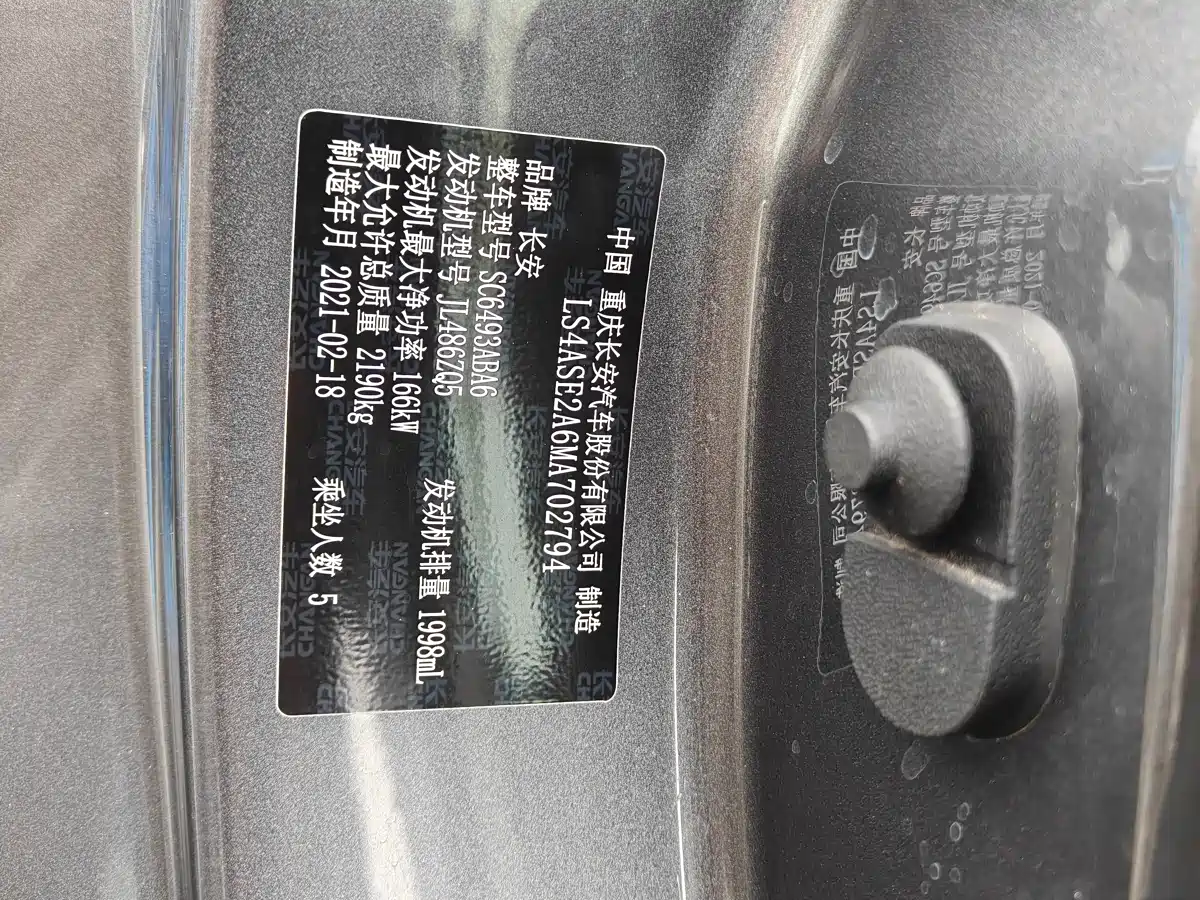 中国 重庆长安汽车股份有限公司 制造
LS4ASE2A6MA702794
品牌 长安
整车型号 SC6493ABA6
发动机型号 JL486ZQ5
发动机最大净功率 166kW 发动机排量 1998mL
最大允许总质量 2190kg
制造年月 2021-02-18 乘坐人数 5